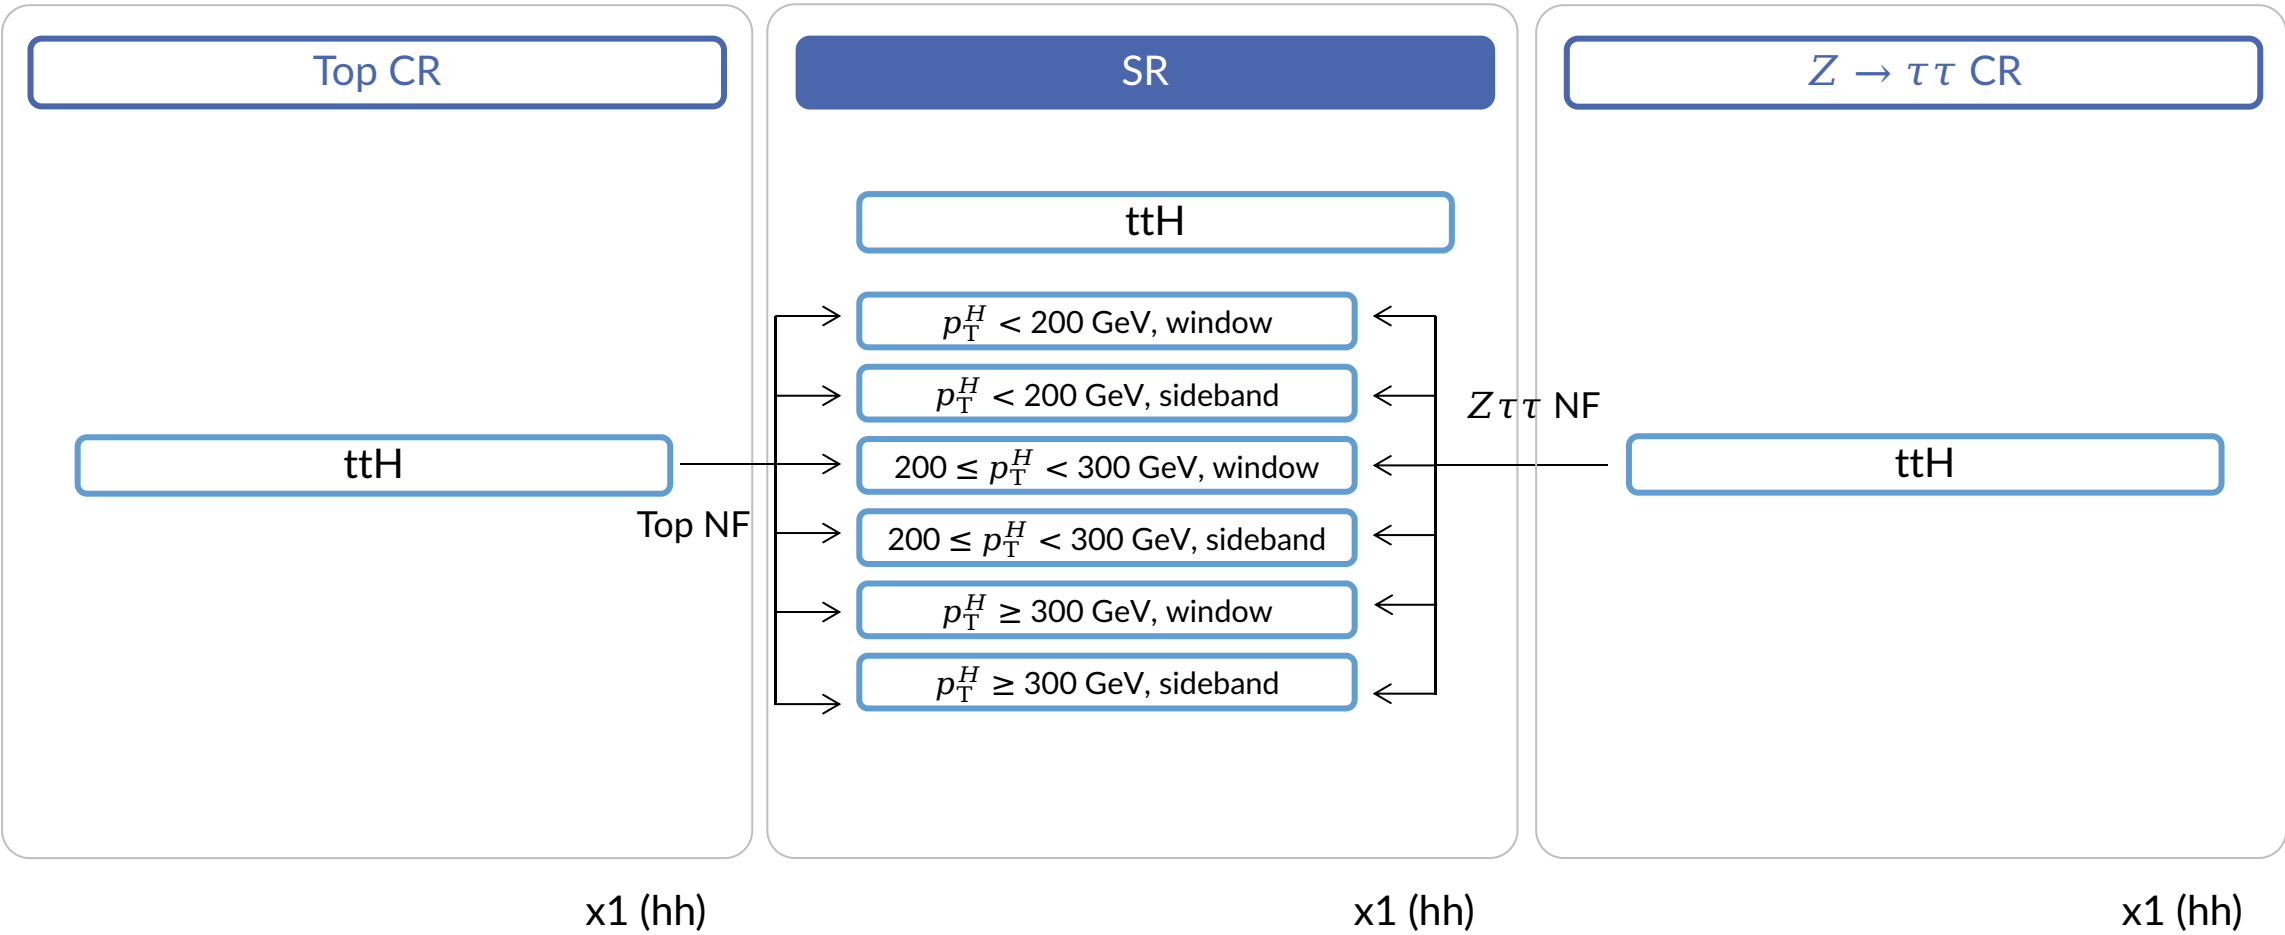 Top CR
ttH
Top NF
x1 (hh)
SR
ttH
p_T^H < 200 GeV, window
p_T^H < 200 GeV, sideband
200 ≤ p_T^H < 300 GeV, window
200 ≤ p_T^H < 300 GeV, sideband
p_T^H ≥ 300 GeV, window
p_T^H ≥ 300 GeV, sideband
x1 (hh)
Z → ττ CR
Zττ NF
ttH
x1 (hh)